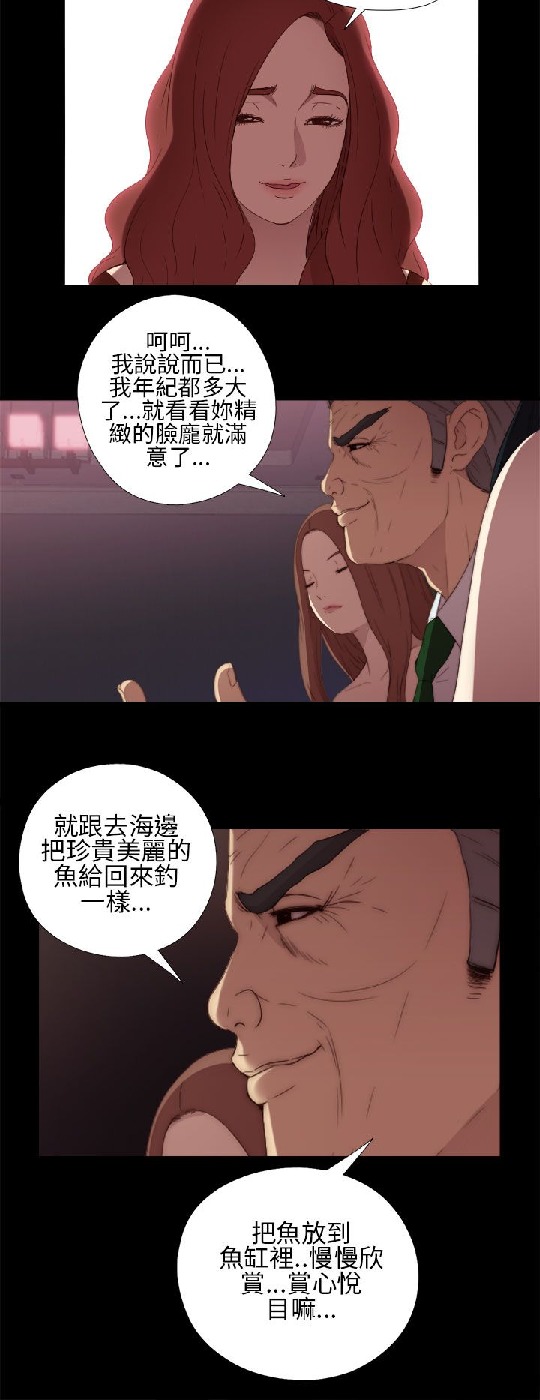 呵呵...
我說說而已...
我年紀都多大
了...就看看妳精
緻的臉龐就滿
意了...
就跟去海邊
把珍貴美麗的
魚給回來釣
一樣...
把魚放到
魚缸裡..慢慢欣
賞...賞心悅
目嘛...